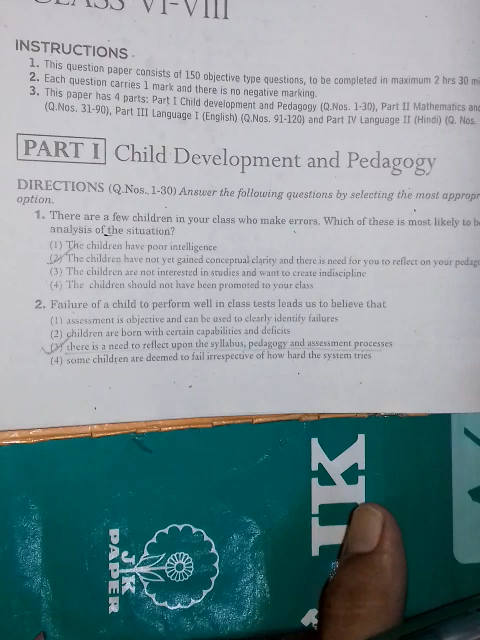 CLASS VI-VIII
INSTRUCTIONS
1. This question paper consists of 150 objective type questions, to be completed in maximum 2 hrs 30
2. Each question carries 1 mark and there is no negative marking.
3. This paper has 4 parts: Part I Child development and Pedagogy (Q.Nos. 1-30), Part II Mathematics
(Q.Nos. 31-90), Part III Language I (English) (Q.Nos. 91-120) and Part IV Language II (Hindi) (Q. Nos.
PART I Child Development and Pedagogy
DIRECTIONS (Q.Nos. 1-30) Answer the following questions by selecting the most
option.
1. There are a few children in your class who make errors. Which of these is most likely to
analysis of the situation?
(1) The children have poor intelligence
(2) The children have not yet gained conceptual clarity and there is need for you to reflect on your
(3) The children are not interested in studies and want to create indiscipline
(4) The children should not have been promoted to your class
2. Failure of a child to perform well in class tests leads us to believe that
(1) assessment is objective and can be used to clearly identify failures
(2) children are born with certain capabilities and deficits
(3) there is a need to reflect upon the syllabus, pedagogy and assessment processes
(4) some children are deemed to fail irrespective of how hard the system tries
JK
PAPER